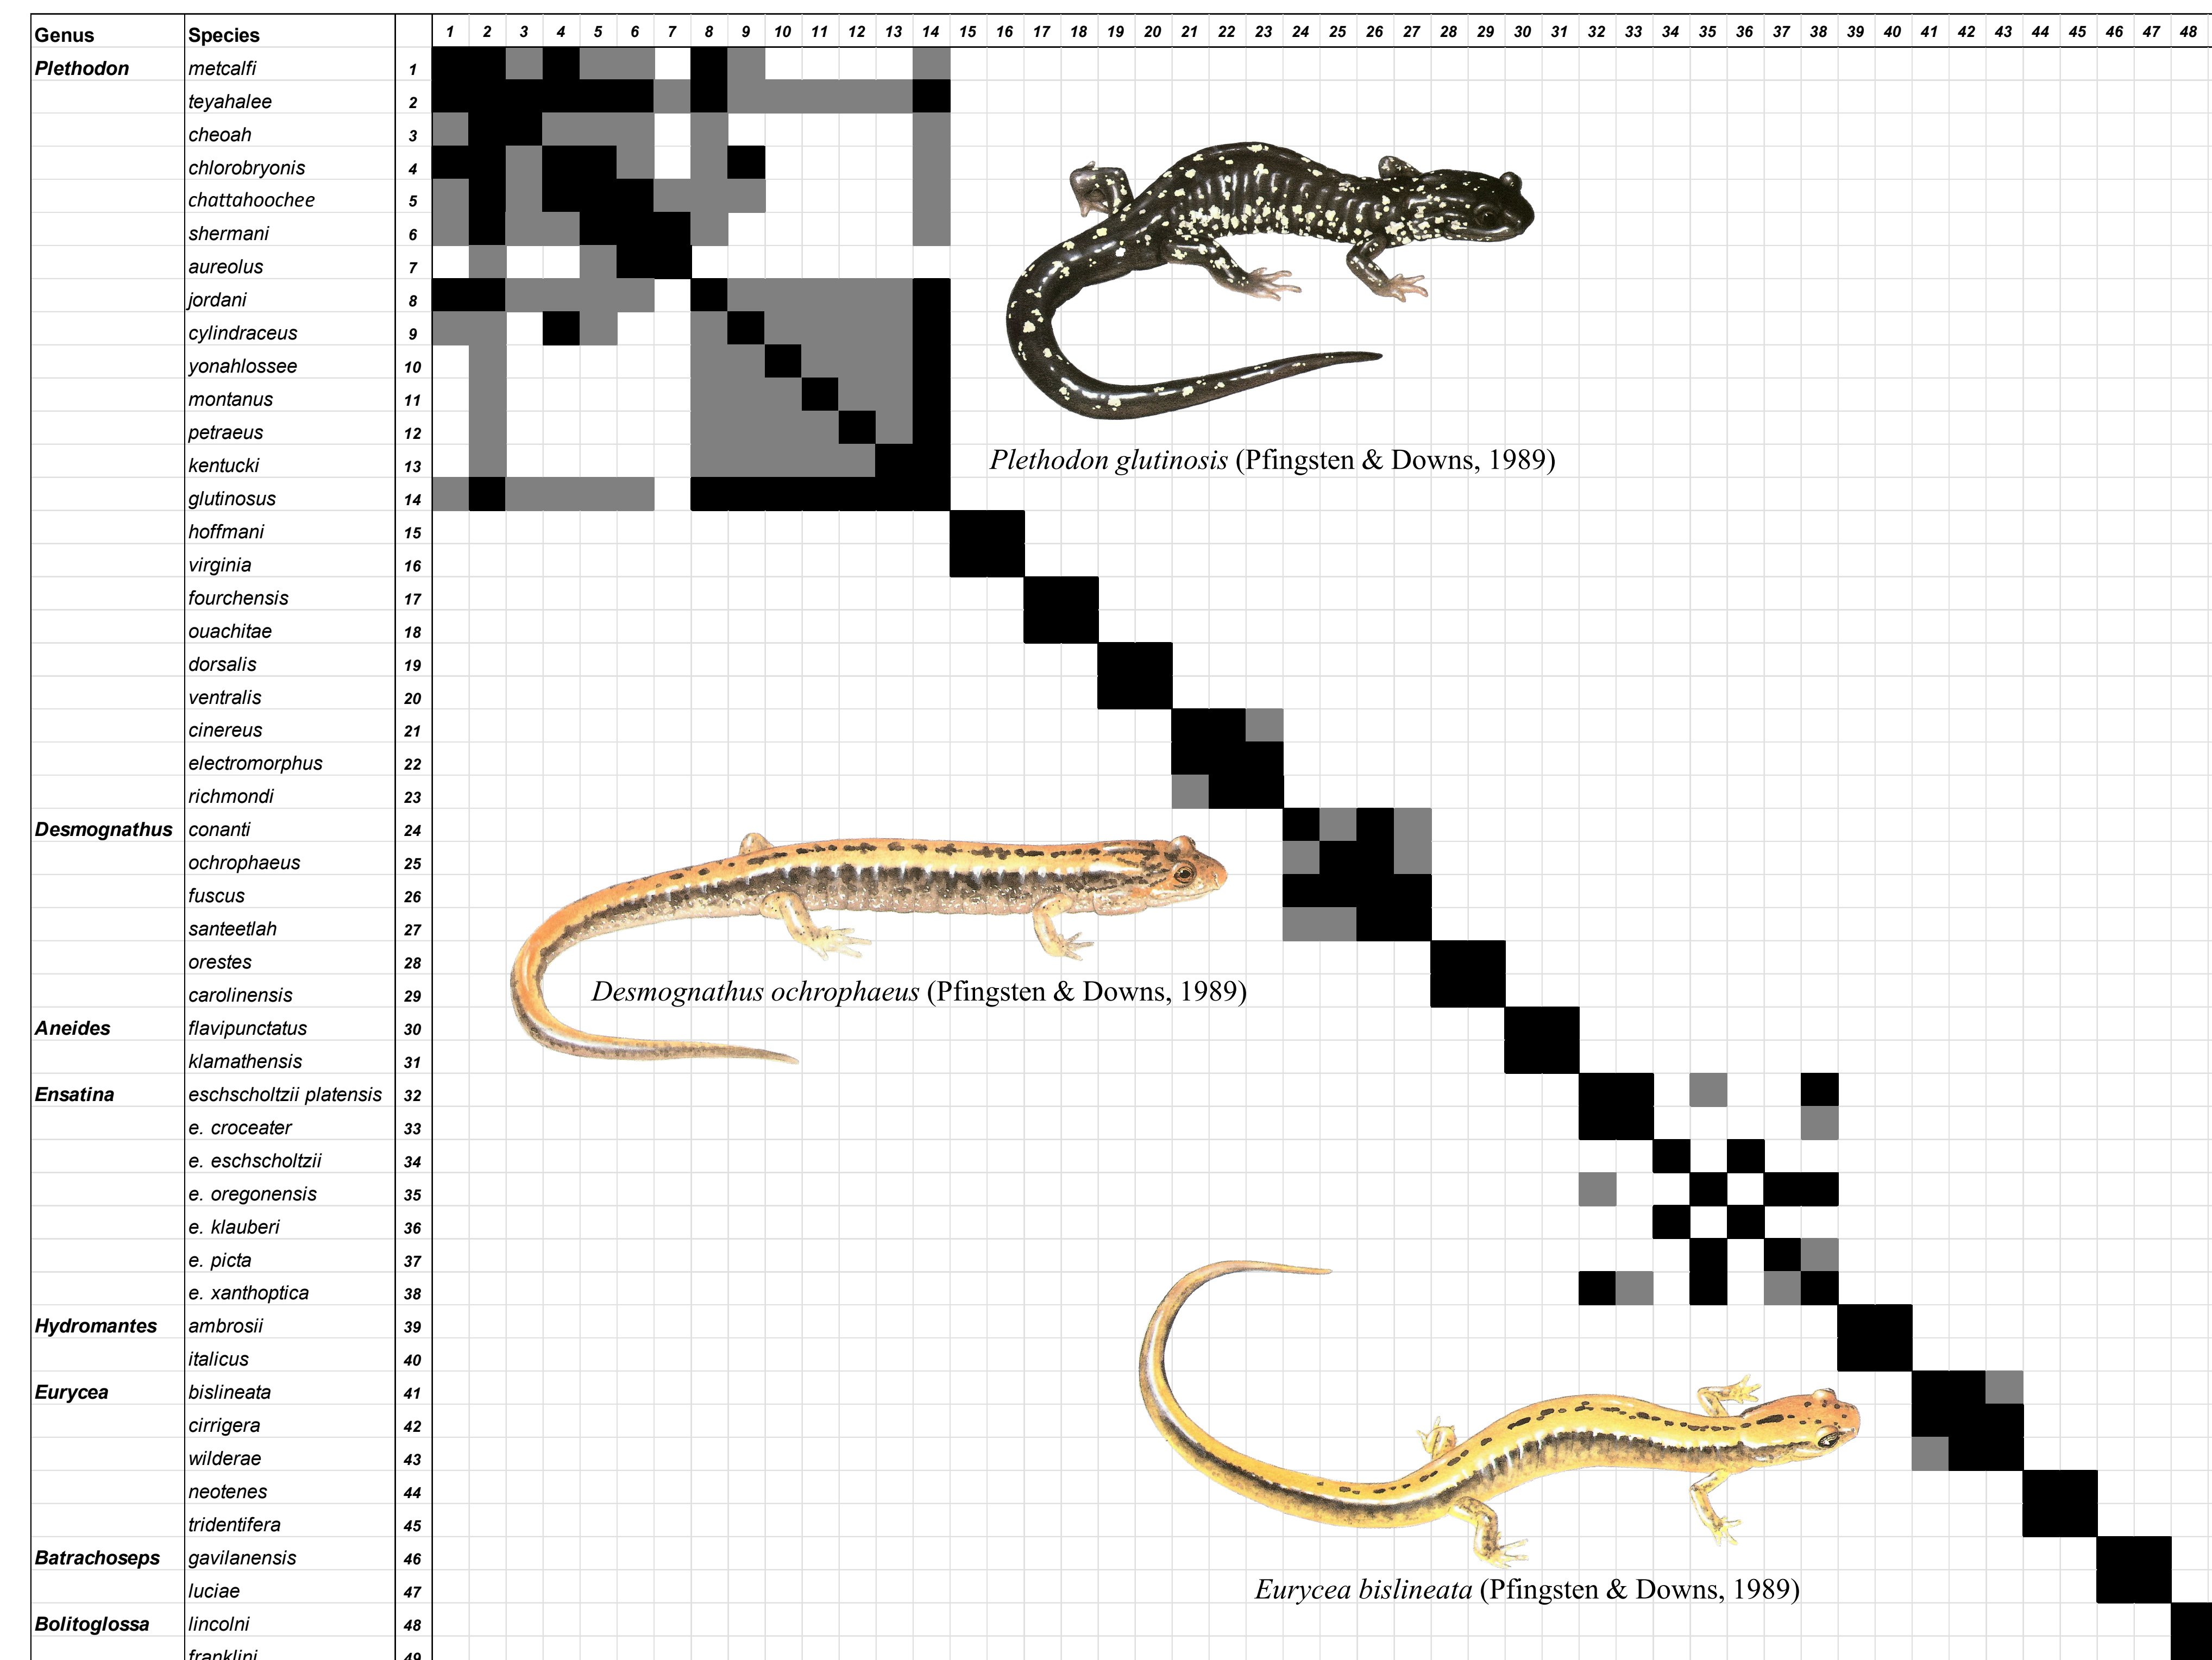 Genus Species 1 2 3 4 5 6 7 8 9 10 11 12 13 14 15 16 17 18 19 20 21 22 23 24 25 26 27 28 29 30 31 32 33 34 35 36 37 38 39 40 41 42 43 44 45 46 47 48
Plethodon metcalfi 1
teyahalee 2
cheoah 3
chlorobryonis 4
chattahoochee 5
shermani 6
aureolus 7
jordani 8
cylindraceus 9
yonahlossee 10
montanus 11
petraeus 12
kentucki 13
Plethodon glutinosis (Pfingsten & Downs, 1989)
glutinosus 14
hoffmani 15
virginia 16
fourchensis 17
ouachitae 18
dorsalis 19
ventralis 20
cinereus 21
electromorphus 22
richmondi 23
Desmognathus conanti 24
ochrophaeus 25
fuscus 26
santeetlah 27
orestes 28
carolinensis 29
Desmognathus ochrophaeus (Pfingsten & Downs, 1989)
Aneides flavipunctatus 30
klamathensis 31
Ensatina eschscholtzii platensis 32
e. croceater 33
e. eschscholtzii 34
e. oregonensis 35
e. klauberi 36
e. picta 37
e. xanthoptica 38
Hydromantes ambrosii 39
italicus 40
Eurycea bislineata 41
cirrigera 42
wilderae 43
neotenes 44
tridentifera 45
Batrachoseps gavilanensis 46
luciae 47
Eurycea bislineata (Pfingsten & Downs, 1989)
Bolitoglossa lincolni 48
franklini 49